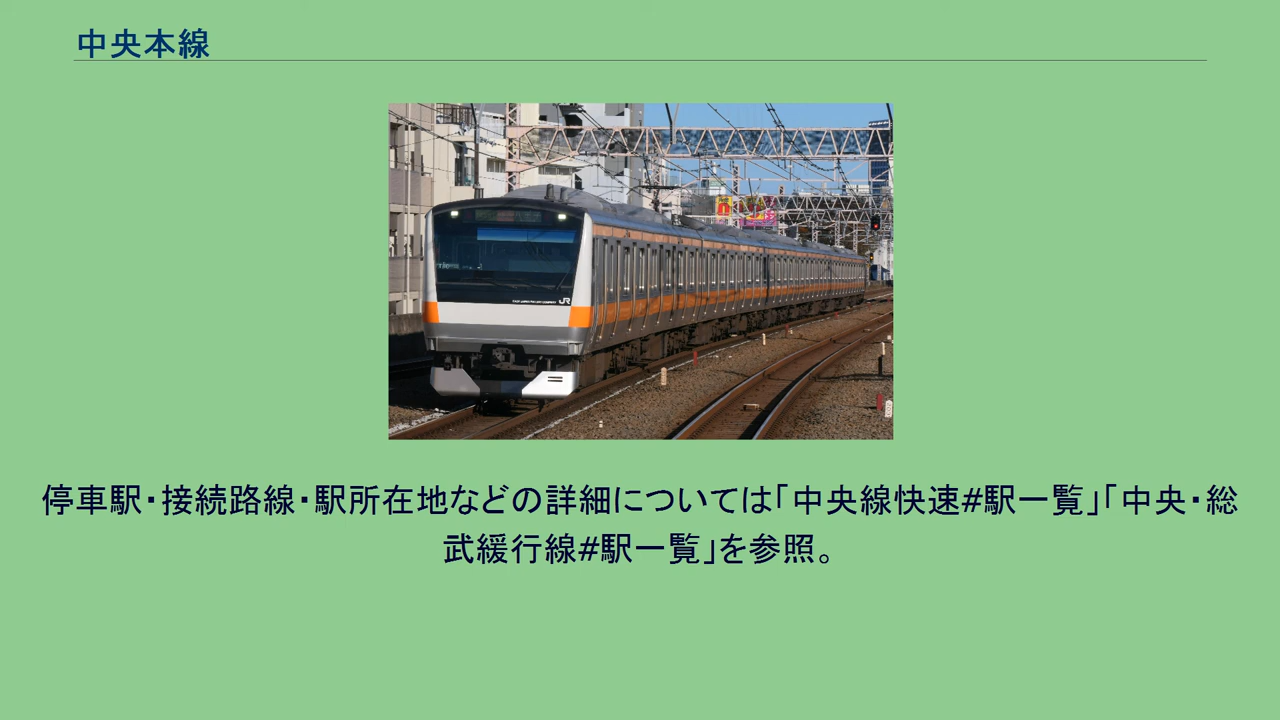 中央本線
JR
停車駅・接続路線・駅所在地などの詳細については「中央線快速#駅一覧」「中央・総
武緩行線#駅一覧」を参照。